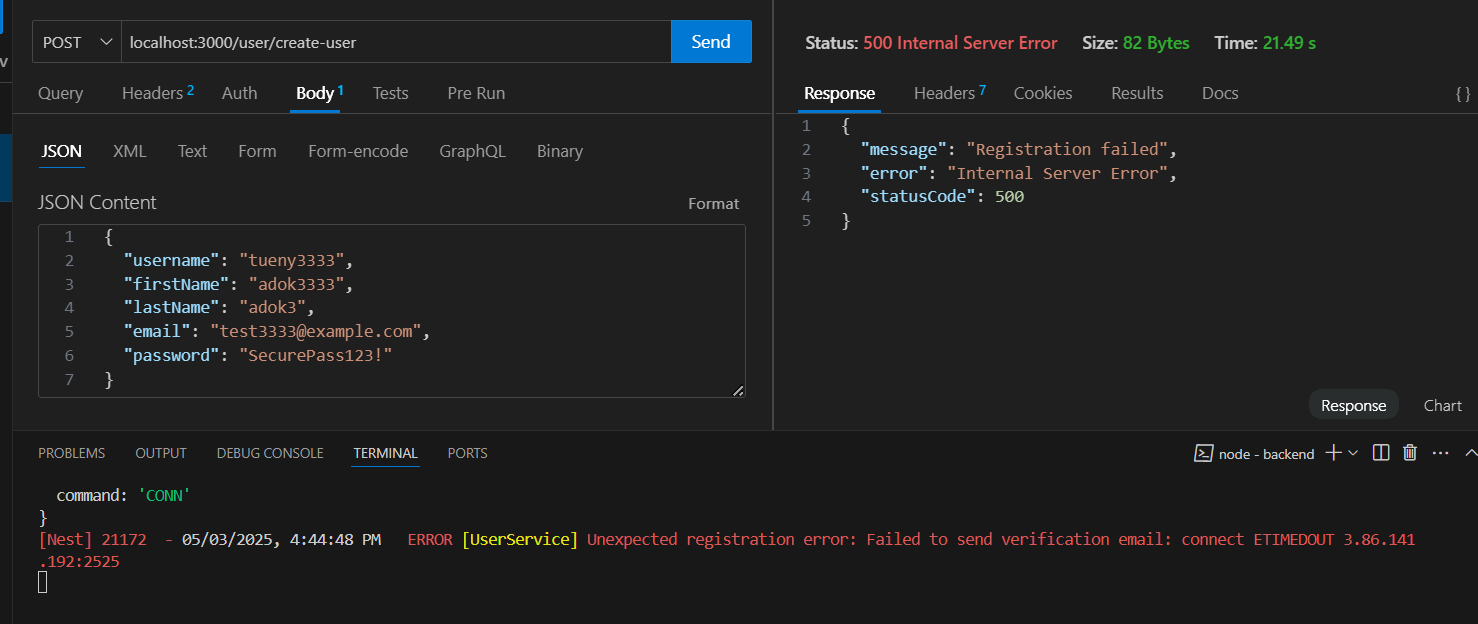 POST localhost:3000/user/create-user Send
Query Headers 2 Auth Body 1 Tests Pre Run
JSON XML Text Form Form-encode GraphQL Binary
JSON Content Format
1 {
2 "username": "tueny3333",
3 "firstName": "adok3333",
4 "lastName": "adok3",
5 "email": "test3333@example.com",
6 "password": "SecurePass123!"
7 }
Status: 500 Internal Server Error Size: 82 Bytes Time: 21.49 s
Response Headers 7 Cookies Results Docs { }
1 {
2 "message": "Registration failed",
3 "error": "Internal Server Error",
4 "statusCode": 500
5 }
Response Chart
PROBLEMS OUTPUT DEBUG CONSOLE TERMINAL PORTS node - backend
command: 'CONN'
}
[Nest] 21172 - 05/03/2025, 4:44:48 PM ERROR [UserService] Unexpected registration error: Failed to send verification email: connect ETIMEDOUT 3.86.141
.192:2525